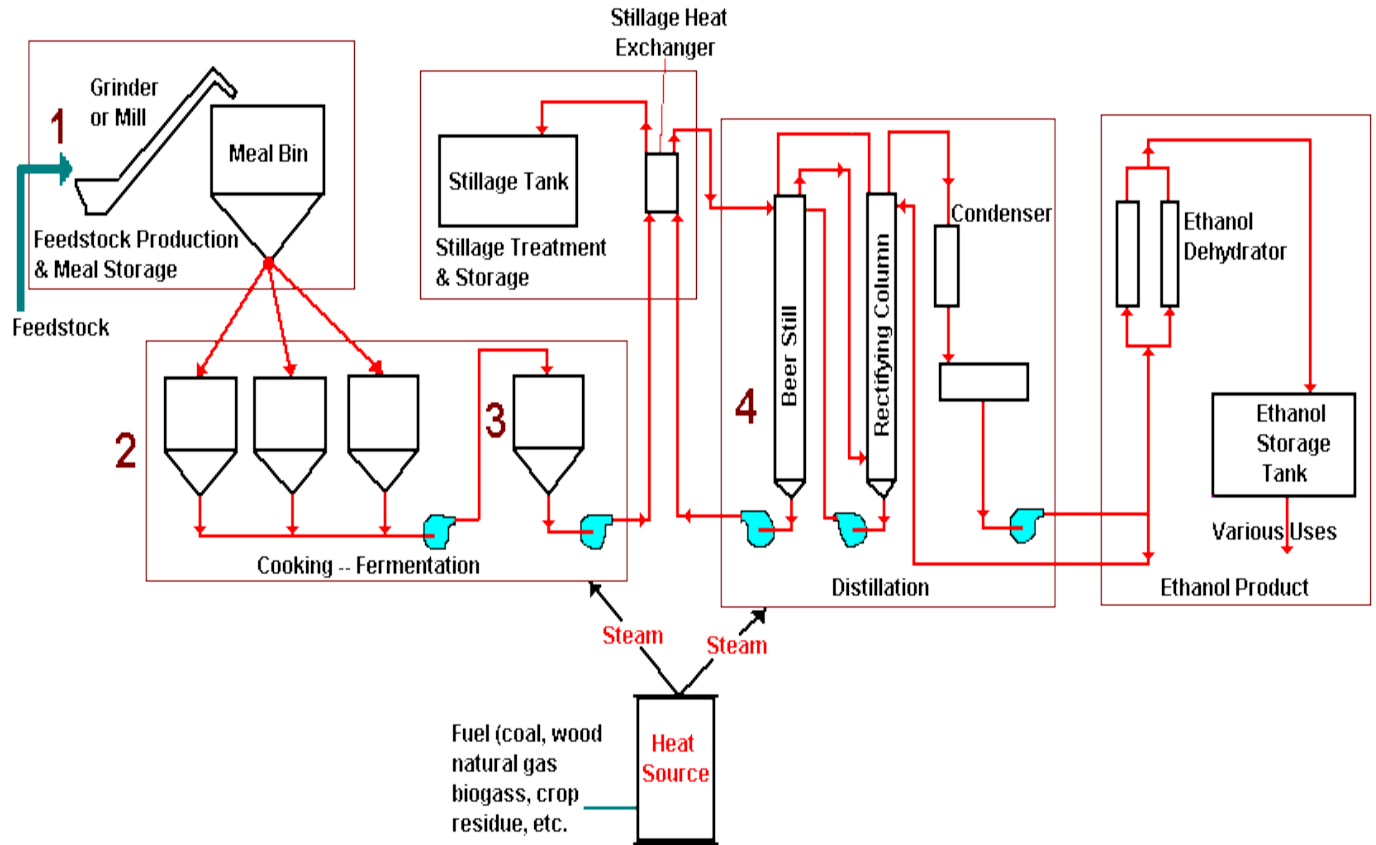 Stillage Heat
Exchanger
Grinder
or Mill
1
Meal Bin
Feedstock Production
& Meal Storage
Feedstock
Stillage Tank
Stillage Treatment
& Storage
Condenser
Ethanol
Dehydrator
Beer Still
Rectifying Column
2
3
4
Ethanol
Storage
Tank
Various Uses
Cooking -- Fermentation
Distillation
Ethanol Product
Steam
Steam
Fuel (coal, wood
natural gas
biogass, crop
residue, etc.
Heat
Source